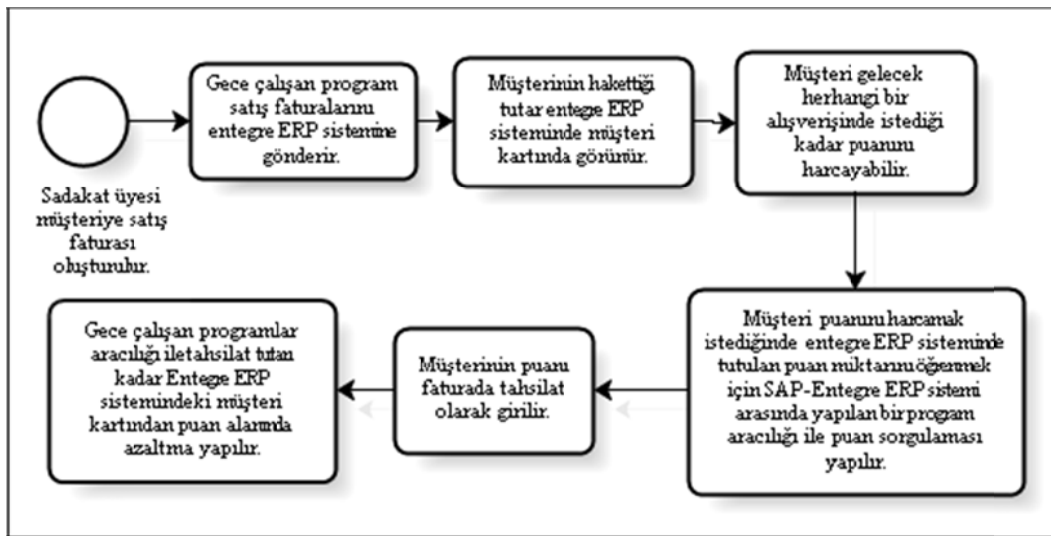 Sadakat üyesi
müşteriye satış
faturası
oluşturulur.
Gece çalışan program
satış faturalarını
entegre ERP sistemine
gönderir.
Müşterinin hakettiği
tutar entegre ERP
sisteminde müşteri
kartında görünür.
Müşteri gelecek
herhangi bir
alışverişinde istediği
kadar puanını
harcayabilir.
Müşteri puanını harcamak
istediğinde entegre ERP sisteminde
tutulan puan miktarını öğrenmek
için SAP-Entegre ERP sistemi
arasında yapılan bir program
aracılığı ile puan sorgulaması
yapılır.
Müşterinin puanı
faturada tahsilat
olarak girilir.
Gece çalışan programlar
aracılığı iletahsilat tutarı
kadar Entegre ERP
sistemindeki müşteri
kartından puan alanında
azaltma yapılır.